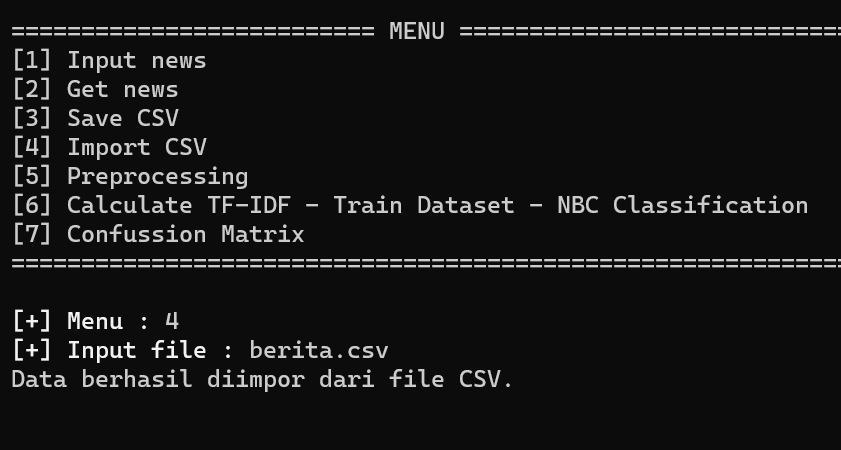 ========================== MENU ===========================
[1] Input news
[2] Get news
[3] Save CSV
[4] Import CSV
[5] Preprocessing
[6] Calculate TF-IDF - Train Dataset - NBC Classification
[7] Confussion Matrix
===========================================================
[+] Menu : 4
[+] Input file : berita.csv
Data berhasil diimpor dari file CSV.